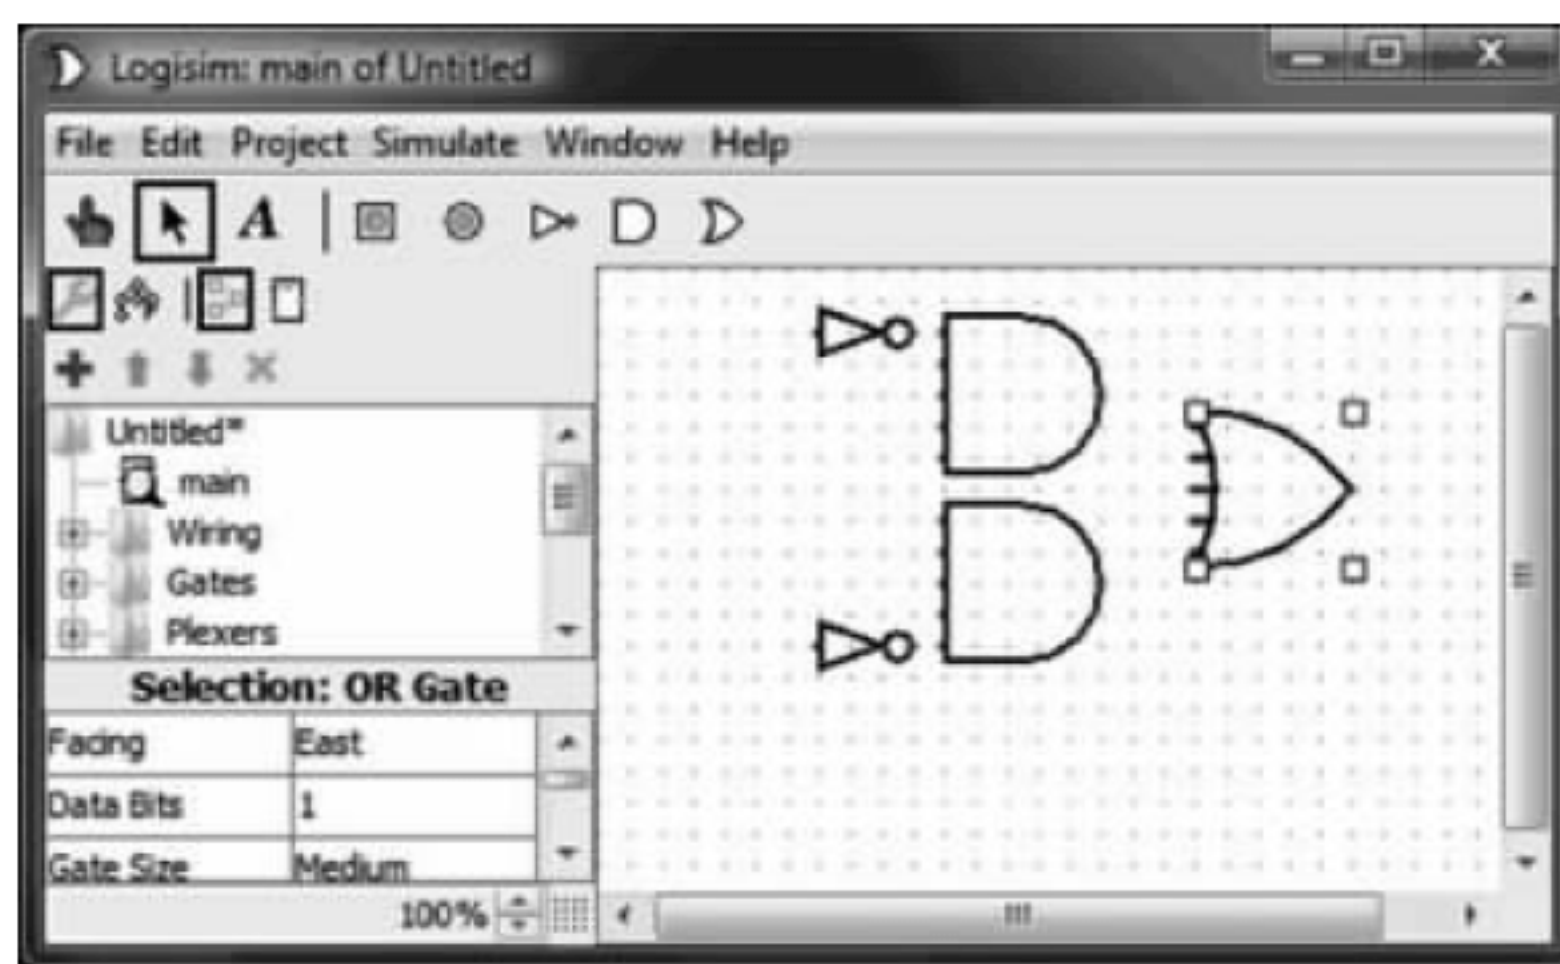 Logisim: main of Untitled
File Edit Project Simulate Window Help
A
Untitled*
main
Wiring
Gates
Plexers
Selection: OR Gate
Facing East
Data Bits 1
Gate Size Medium
100%